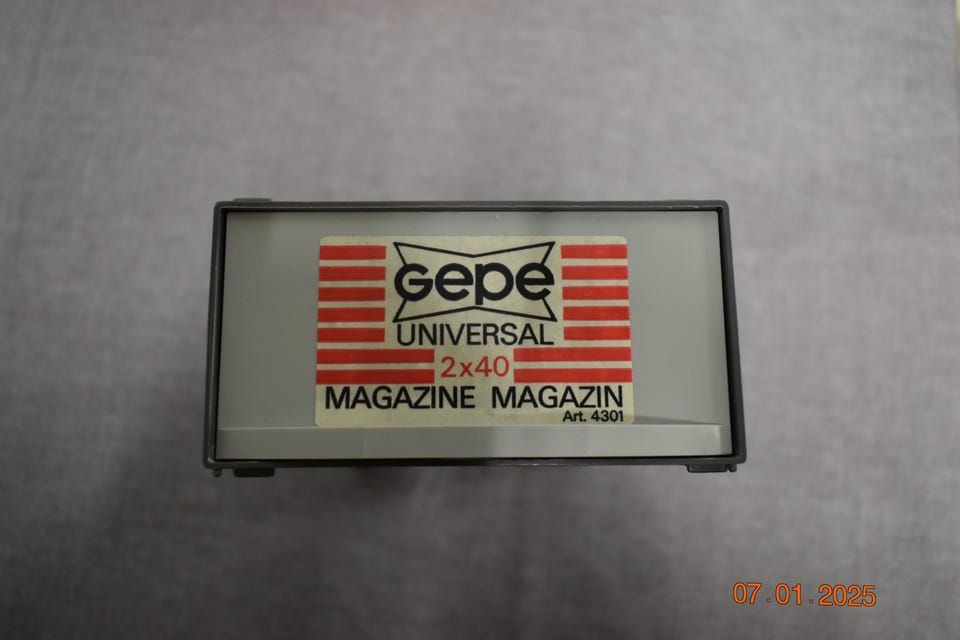 Gepe
UNIVERSAL
2x40
MAGAZINE MAGAZIN
Art. 4301
07.01.2025